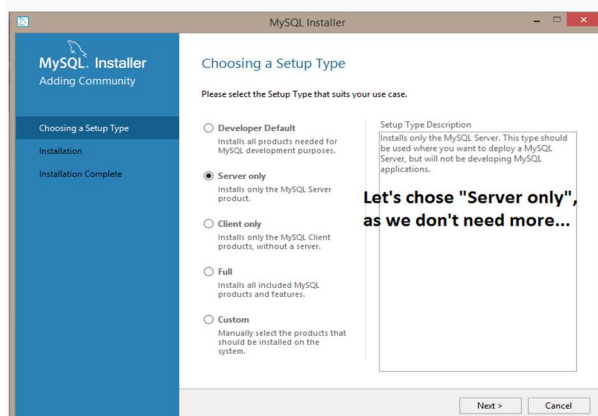 MySQL Installer
MySQL. Installer
Adding Community
Choosing a Setup Type
Installation
Installation Complete
Choosing a Setup Type
Please select the Setup Type that suits your use case.
Developer Default
Installs all products needed for
MySQL development purposes.
Server only
Installs only the MySQL Server
product.
Client only
Installs only the MySQL Client
products, without a server.
Full
Installs all included MySQL
products and features.
Custom
Manually select the products that
should be installed on the
system.
Setup Type Description
Installs only the MySQL Server. This type should
be used where you want to deploy a MySQL
Server, but will not be developing MySQL
applications.
Let's chose "Server only",
as we don't need more...
Next >
Cancel